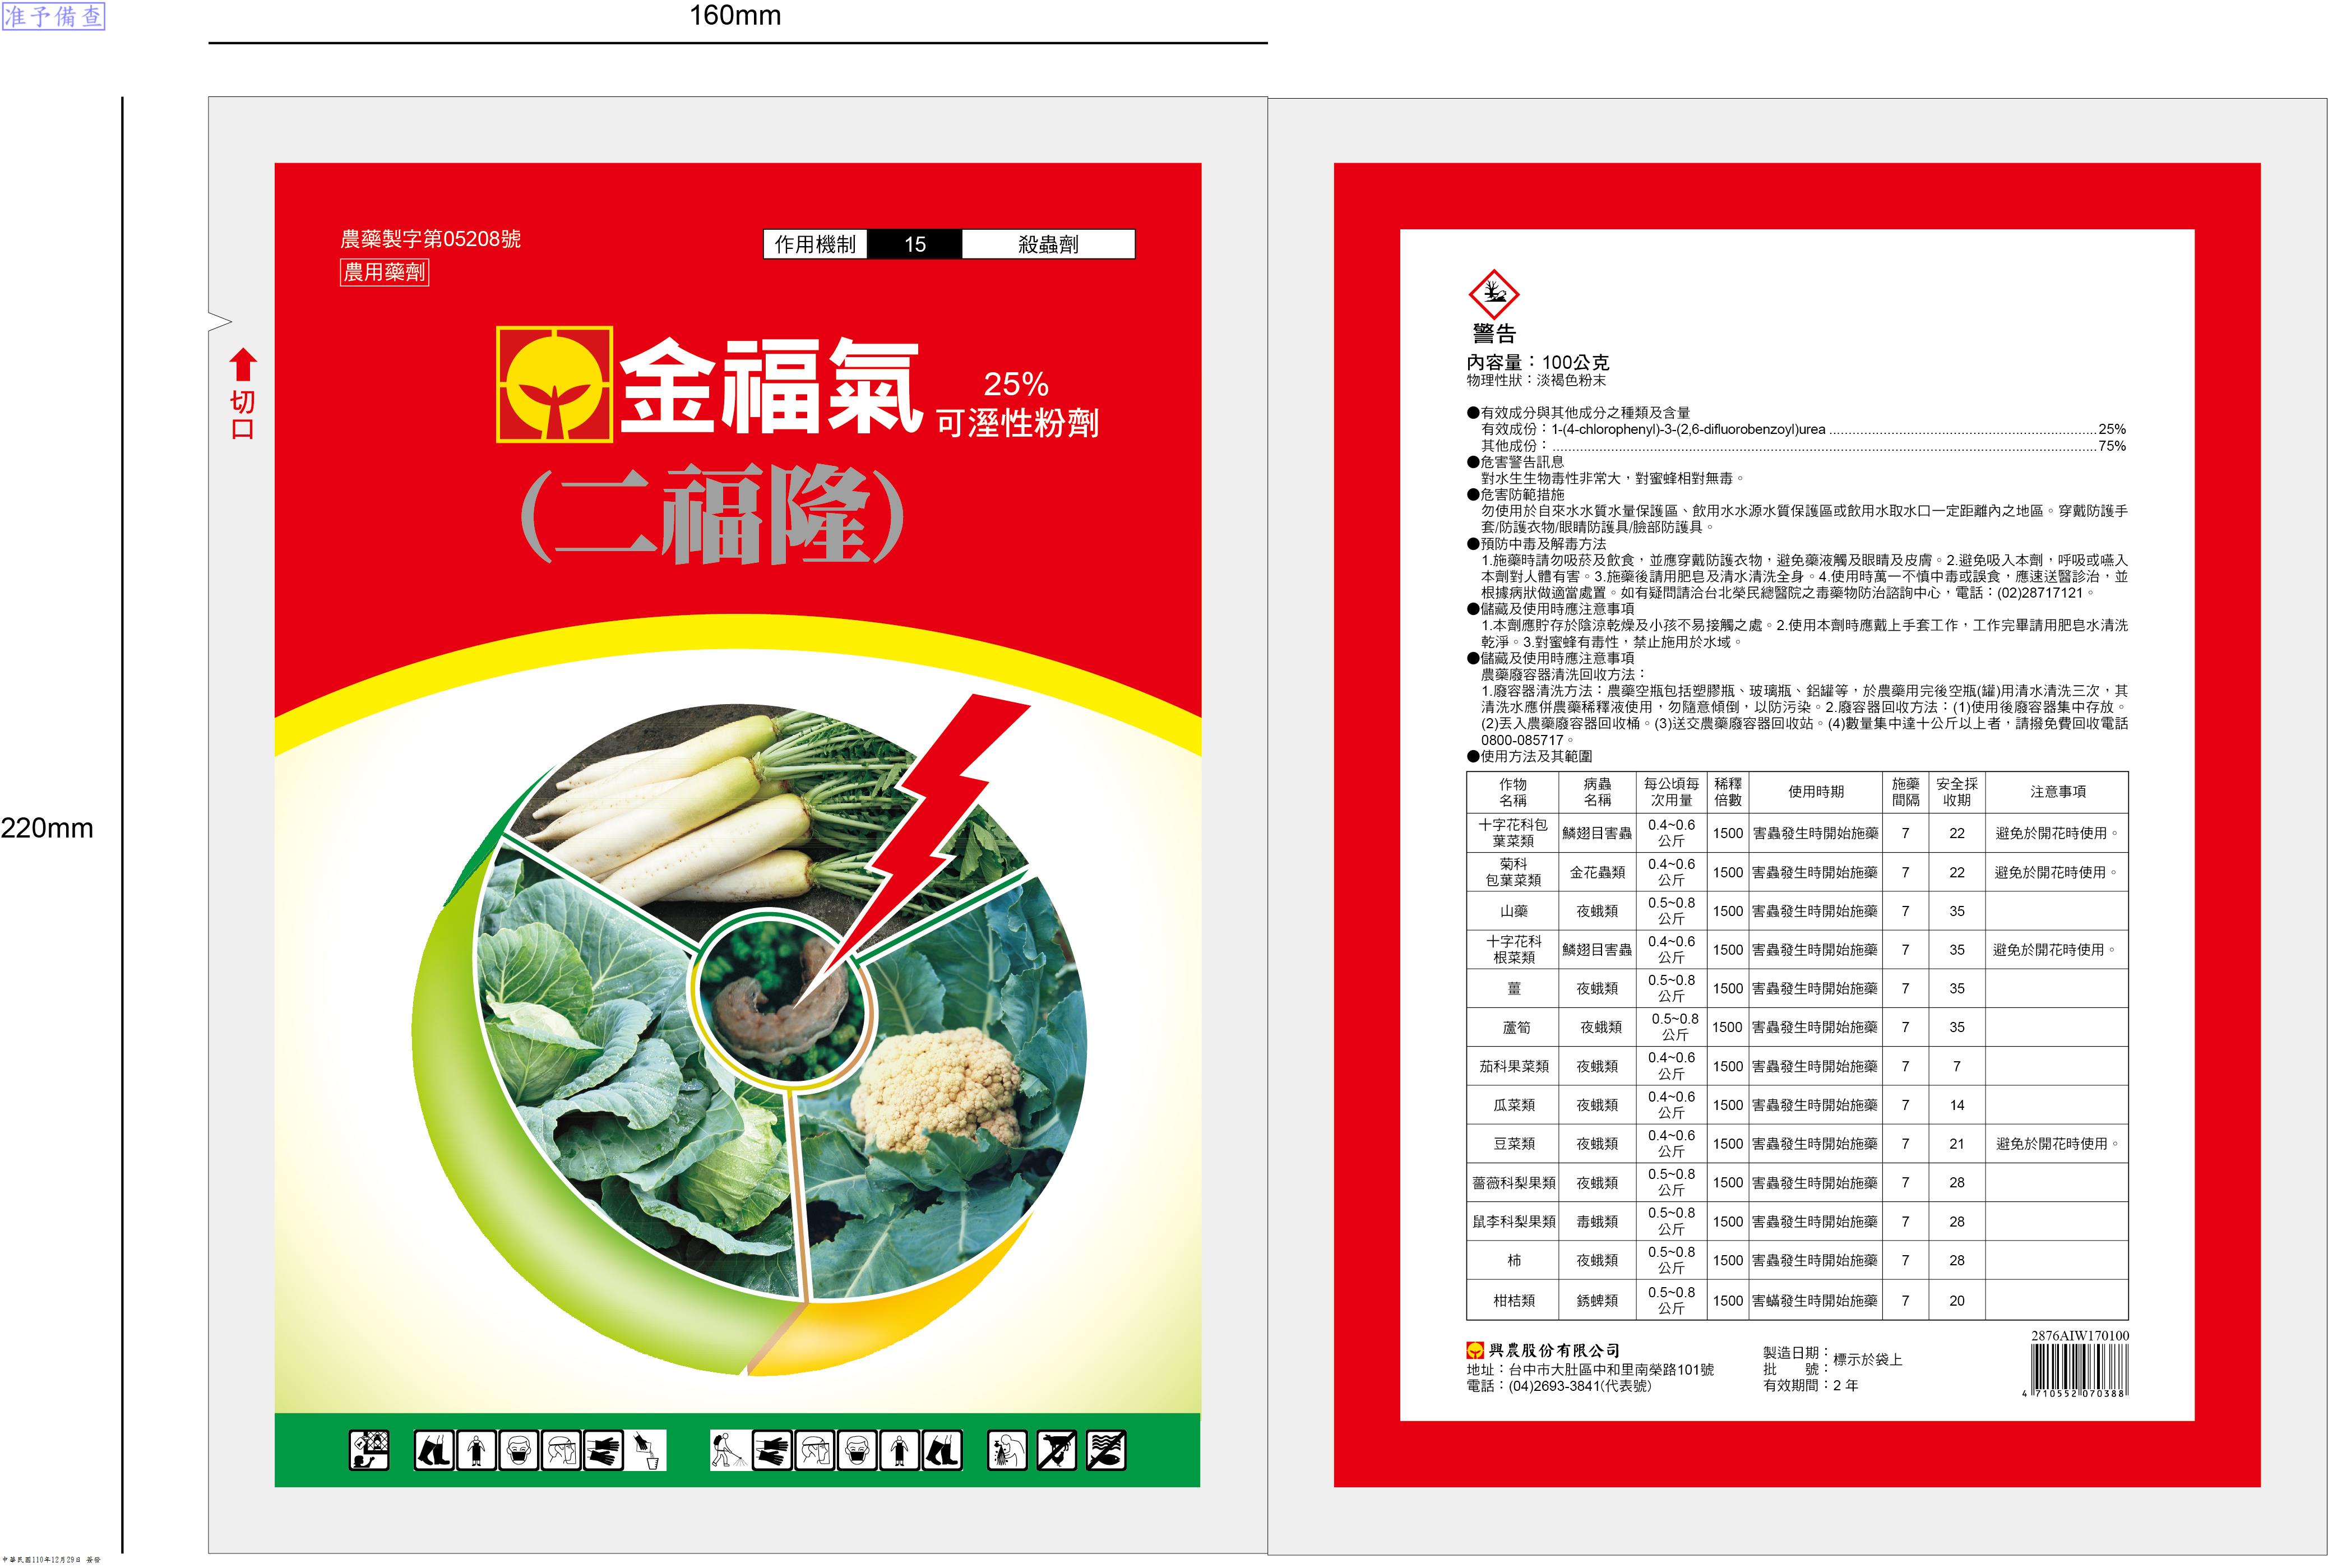 准予備查
160mm
220mm
農藥製字第05208號
農用藥劑
作用機制 15 殺蟲劑
切口
金福氣
25%
可溼性粉劑
(二福隆)
警告
內容量：100公克
物理性狀：淡褐色粉末
●有效成分與其他成分之種類及含量
有效成份：1-(4-chlorophenyl)-3-(2,6-difluorobenzoyl)urea ........ 25%
其他成份： ........ 75%
●危害警告訊息
對水生生物毒性非常大，對蜜蜂相對無毒。
●危害防範措施
勿使用於自來水水質水量保護區、飲用水水源水質保護區或飲用水取水口一定距離內之地區。穿戴防護手
套/防護衣物/眼睛防護具/臉部防護具。
●預防中毒及解毒方法
1.施藥時請勿吸菸及飲食，並應穿戴防護衣物，避免藥液觸及眼睛及皮膚。2.避免吸入本劑，呼吸或嚥入
本劑對人體有害。3.施藥後請用肥皂及清水清洗全身。4.使用時萬一不慎中毒或誤食，應速送醫診治，並
根據病狀做適當處置。如有疑問請洽台北榮民總醫院之毒藥物防治諮詢中心，電話：(02)28717121。
●儲藏及使用時應注意事項
1.本劑應貯存於陰涼乾燥及小孩不易接觸之處。2.使用本劑時應戴上手套工作，工作完畢請用肥皂水清洗
乾淨。3.對蜜蜂有毒性，禁止施用於水域。
●儲藏及使用時應注意事項
農藥廢容器清洗回收方法：
1.廢容器清洗方法：農藥空瓶包括塑膠瓶、玻璃瓶、鋁罐等，於農藥用完後空瓶(罐)用清水清洗三次，其
清洗水應併農藥稀釋液使用，勿隨意傾倒，以防污染。2.廢容器回收方法：(1)使用後廢容器集中存放。
(2)丟入農藥廢容器回收桶。(3)送交農藥廢容器回收站。(4)數量集中達十公斤以上者，請撥免費回收電話
0800-085717。
●使用方法及其範圍
作物名稱 病蟲名稱 每公頃每次用量 稀釋倍數 使用時期 施藥間隔 安全採收期 注意事項
十字花科包葉菜類 鱗翅目害蟲 0.4~0.6公斤 1500 害蟲發生時開始施藥 7 22 避免於開花時使用。
菊科包葉菜類 金花蟲類 0.4~0.6公斤 1500 害蟲發生時開始施藥 7 22 避免於開花時使用。
山藥 夜蛾類 0.5~0.8公斤 1500 害蟲發生時開始施藥 7 35
十字花科根菜類 鱗翅目害蟲 0.4~0.6公斤 1500 害蟲發生時開始施藥 7 35 避免於開花時使用。
薑 夜蛾類 0.5~0.8公斤 1500 害蟲發生時開始施藥 7 35
蘆筍 夜蛾類 0.5~0.8公斤 1500 害蟲發生時開始施藥 7 35
茄科果菜類 夜蛾類 0.4~0.6公斤 1500 害蟲發生時開始施藥 7 7
瓜菜類 夜蛾類 0.4~0.6公斤 1500 害蟲發生時開始施藥 7 14
豆菜類 夜蛾類 0.4~0.6公斤 1500 害蟲發生時開始施藥 7 21 避免於開花時使用。
薔薇科梨果類 夜蛾類 0.5~0.8公斤 1500 害蟲發生時開始施藥 7 28
鼠李科梨果類 毒蛾類 0.5~0.8公斤 1500 害蟲發生時開始施藥 7 28
柿 夜蛾類 0.5~0.8公斤 1500 害蟲發生時開始施藥 7 28
柑桔類 銹蜱類 0.5~0.8公斤 1500 害蟎發生時開始施藥 7 20
興農股份有限公司
地址：台中市大肚區中和里南榮路101號
電話：(04)2693-3841(代表號)
製造日期：
批　　號：
標示於袋上
有效期間：2 年
2876AIW170100
4 710552 070388
中華民國110年12月29日 簽發